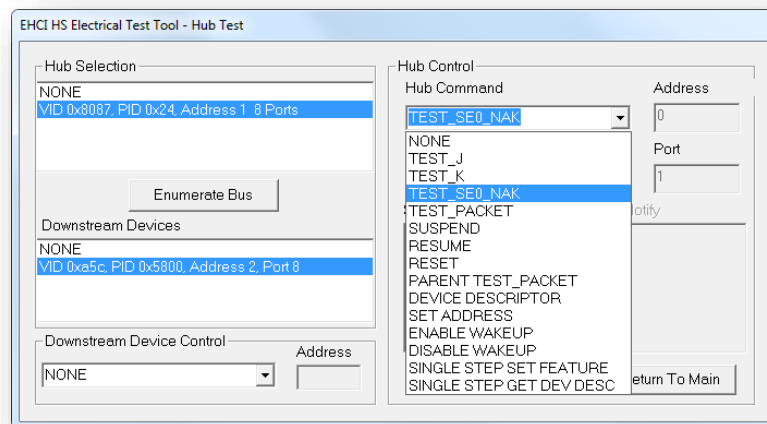 EHCI HS Electrical Test Tool - Hub Test
Hub Selection
NONE
VID 0x8087, PID 0x24, Address 1 8 Ports
Enumerate Bus
Downstream Devices
NONE
VID 0xa5c, PID 0x5800, Address 2, Port 8
Downstream Device Control
Address
NONE
Hub Control
Hub Command
Address
TEST_SE0_NAK
0
Port
1
NONE
TEST_J
TEST_K
TEST_SE0_NAK
TEST_PACKET
SUSPEND
RESUME
RESET
PARENT TEST_PACKET
DEVICE DESCRIPTOR
SET ADDRESS
ENABLE WAKEUP
DISABLE WAKEUP
SINGLE STEP SET FEATURE
SINGLE STEP GET DEV DESC
eturn To Main